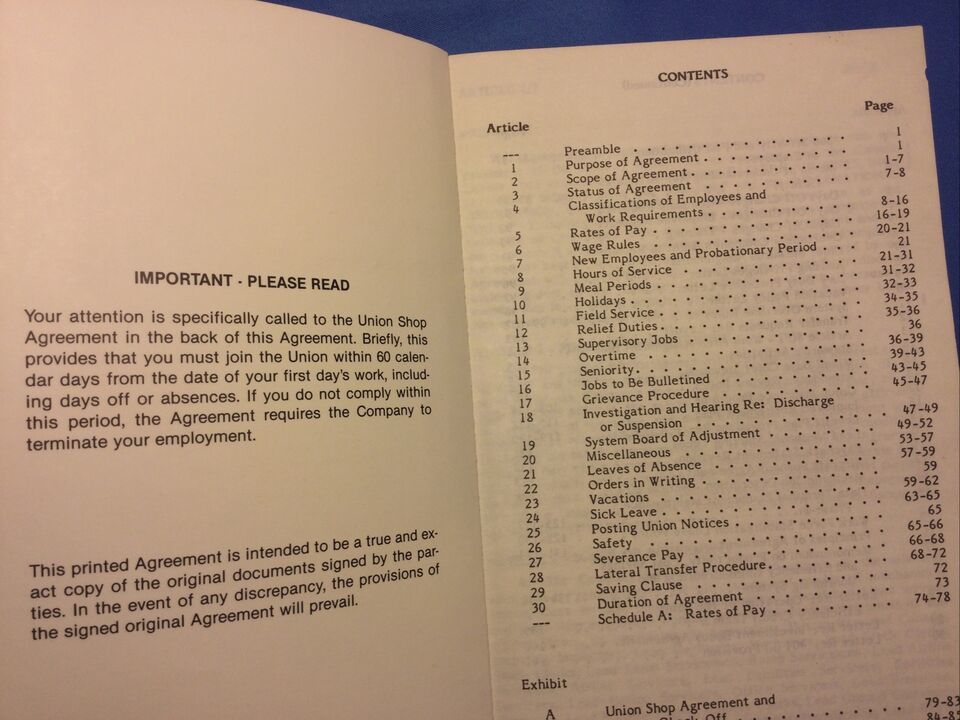 IMPORTANT - PLEASE READ
Your attention is specifically called to the Union Shop
Agreement in the back of this Agreement. Briefly, this
provides that you must join the Union within 60 calen-
dar days from the date of your first day's work, includ-
ing days off or absences. If you do not comply within
this period, the Agreement requires the Company to
terminate your employment.
This printed Agreement is intended to be a true and ex-
act copy of the original documents signed by the par-
ties. In the event of any discrepancy, the provisions of
the signed original Agreement will prevail.
CONTENTS
Article Page
--- Preamble . . . . . . . . . . . . . . . . 1
1 Purpose of Agreement . . . . . . . . . . . 1
2 Scope of Agreement . . . . . . . . . . . . 1-7
3 Status of Agreement . . . . . . . . . . . 7-8
4 Classifications of Employees and
Work Requirements . . . . . . . . . . . 8-16
5 Rates of Pay . . . . . . . . . . . . . . . 16-19
6 Wage Rules . . . . . . . . . . . . . . . 20-21
7 New Employees and Probationary Period . . . 21
8 Hours of Service . . . . . . . . . . . . . 21-31
9 Meal Periods . . . . . . . . . . . . . . . 31-32
10 Holidays . . . . . . . . . . . . . . . . . 32-33
11 Field Service . . . . . . . . . . . . . . 34-35
12 Relief Duties . . . . . . . . . . . . . . 35-36
13 Supervisory Jobs . . . . . . . . . . . . . 36
14 Overtime . . . . . . . . . . . . . . . . 36-39
15 Seniority . . . . . . . . . . . . . . . . 39-43
16 Jobs to Be Bulletined . . . . . . . . . . 43-45
17 Grievance Procedure . . . . . . . . . . . 45-47
18 Investigation and Hearing Re: Discharge
or Suspension . . . . . . . . . . . . . 47-49
19 System Board of Adjustment . . . . . . . . 49-52
20 Miscellaneous . . . . . . . . . . . . . . 53-57
21 Leaves of Absence . . . . . . . . . . . . 57-59
22 Orders in Writing . . . . . . . . . . . . 59
23 Vacations . . . . . . . . . . . . . . . . 59-62
24 Sick Leave . . . . . . . . . . . . . . . . 63-65
25 Posting Union Notices . . . . . . . . . . 65
26 Safety . . . . . . . . . . . . . . . . . 65-66
27 Severance Pay . . . . . . . . . . . . . . 66-68
28 Lateral Transfer Procedure . . . . . . . . 68-72
29 Saving Clause . . . . . . . . . . . . . . 72
30 Duration of Agreement . . . . . . . . . . 73
--- Schedule A: Rates of Pay . . . . . . . . . 74-78
Exhibit
A Union Shop Agreement and
Check Off 79-83
84-85